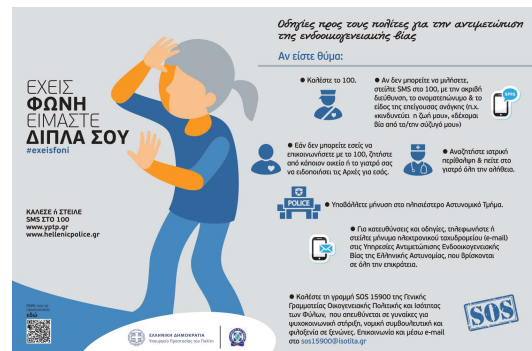 Οδηγίες προς τους πολίτες για την αντιμετώπιση
της ενδοοικογενειακής βίας
Αν είστε θύμα:
● Καλέστε το 100.
● Αν δεν μπορείτε να μιλήσετε,
στείλτε SMS στο 100, με την ακριβή
διεύθυνση, το ονοματεπώνυμο & το
είδος της επείγουσας ανάγκης (π.χ.
«κινδυνεύει η ζωή μου», «δέχομαι
βία από το/την σύζυγό μου»)
SMS
● Εάν δεν μπορείτε εσείς να
επικοινωνήσετε με το 100, ζητήστε
από κάποιον οικείο ή το γιατρό σας
να ειδοποιήσει τις Αρχές για εσάς.
● Αναζητήστε ιατρική
περίθαλψη & πείτε στο
γιατρό όλη την αλήθεια.
POLICE
● Υποβάλλετε μήνυση στο πλησιέστερο Αστυνομικό Τμήμα.
● Για κατευθύνσεις και οδηγίες, τηλεφωνήστε ή
στείλτε μήνυμα ηλεκτρονικού ταχυδρομείου (e-mail)
στις Υπηρεσίες Αντιμετώπισης Ενδοοικογενειακής
Βίας της Ελληνικής Αστυνομίας, που βρίσκονται
σε όλη την επικράτεια.
● Καλέστε τη γραμμή SOS 15900 της Γενικής
Γραμματείας Οικογενειακής Πολιτικής και Ισότητας
των Φύλων, που απευθύνεται σε γυναίκες για
ψυχοκοινωνική στήριξη, νομική συμβουλευτική και
φιλοξενία σε ξενώνες. Επικοινωνία και μέσω e-mail
στο sos15900@isotita.gr
SOS
ΕΧΕΙΣ
ΦΩΝΗ
ΕΙΜΑΣΤΕ
ΔΙΠΛΑ ΣΟΥ
#exeisfoni
ΚΑΛΕΣΕ ή ΣΤΕΙΛΕ
SMS ΣΤΟ 100
www.yptp.gr
www.hellenicpolice.gr
εδώ
ΕΛΛΗΝΙΚΗ ΔΗΜΟΚΡΑΤΙΑ
Υπουργείο Προστασίας του Πολίτη